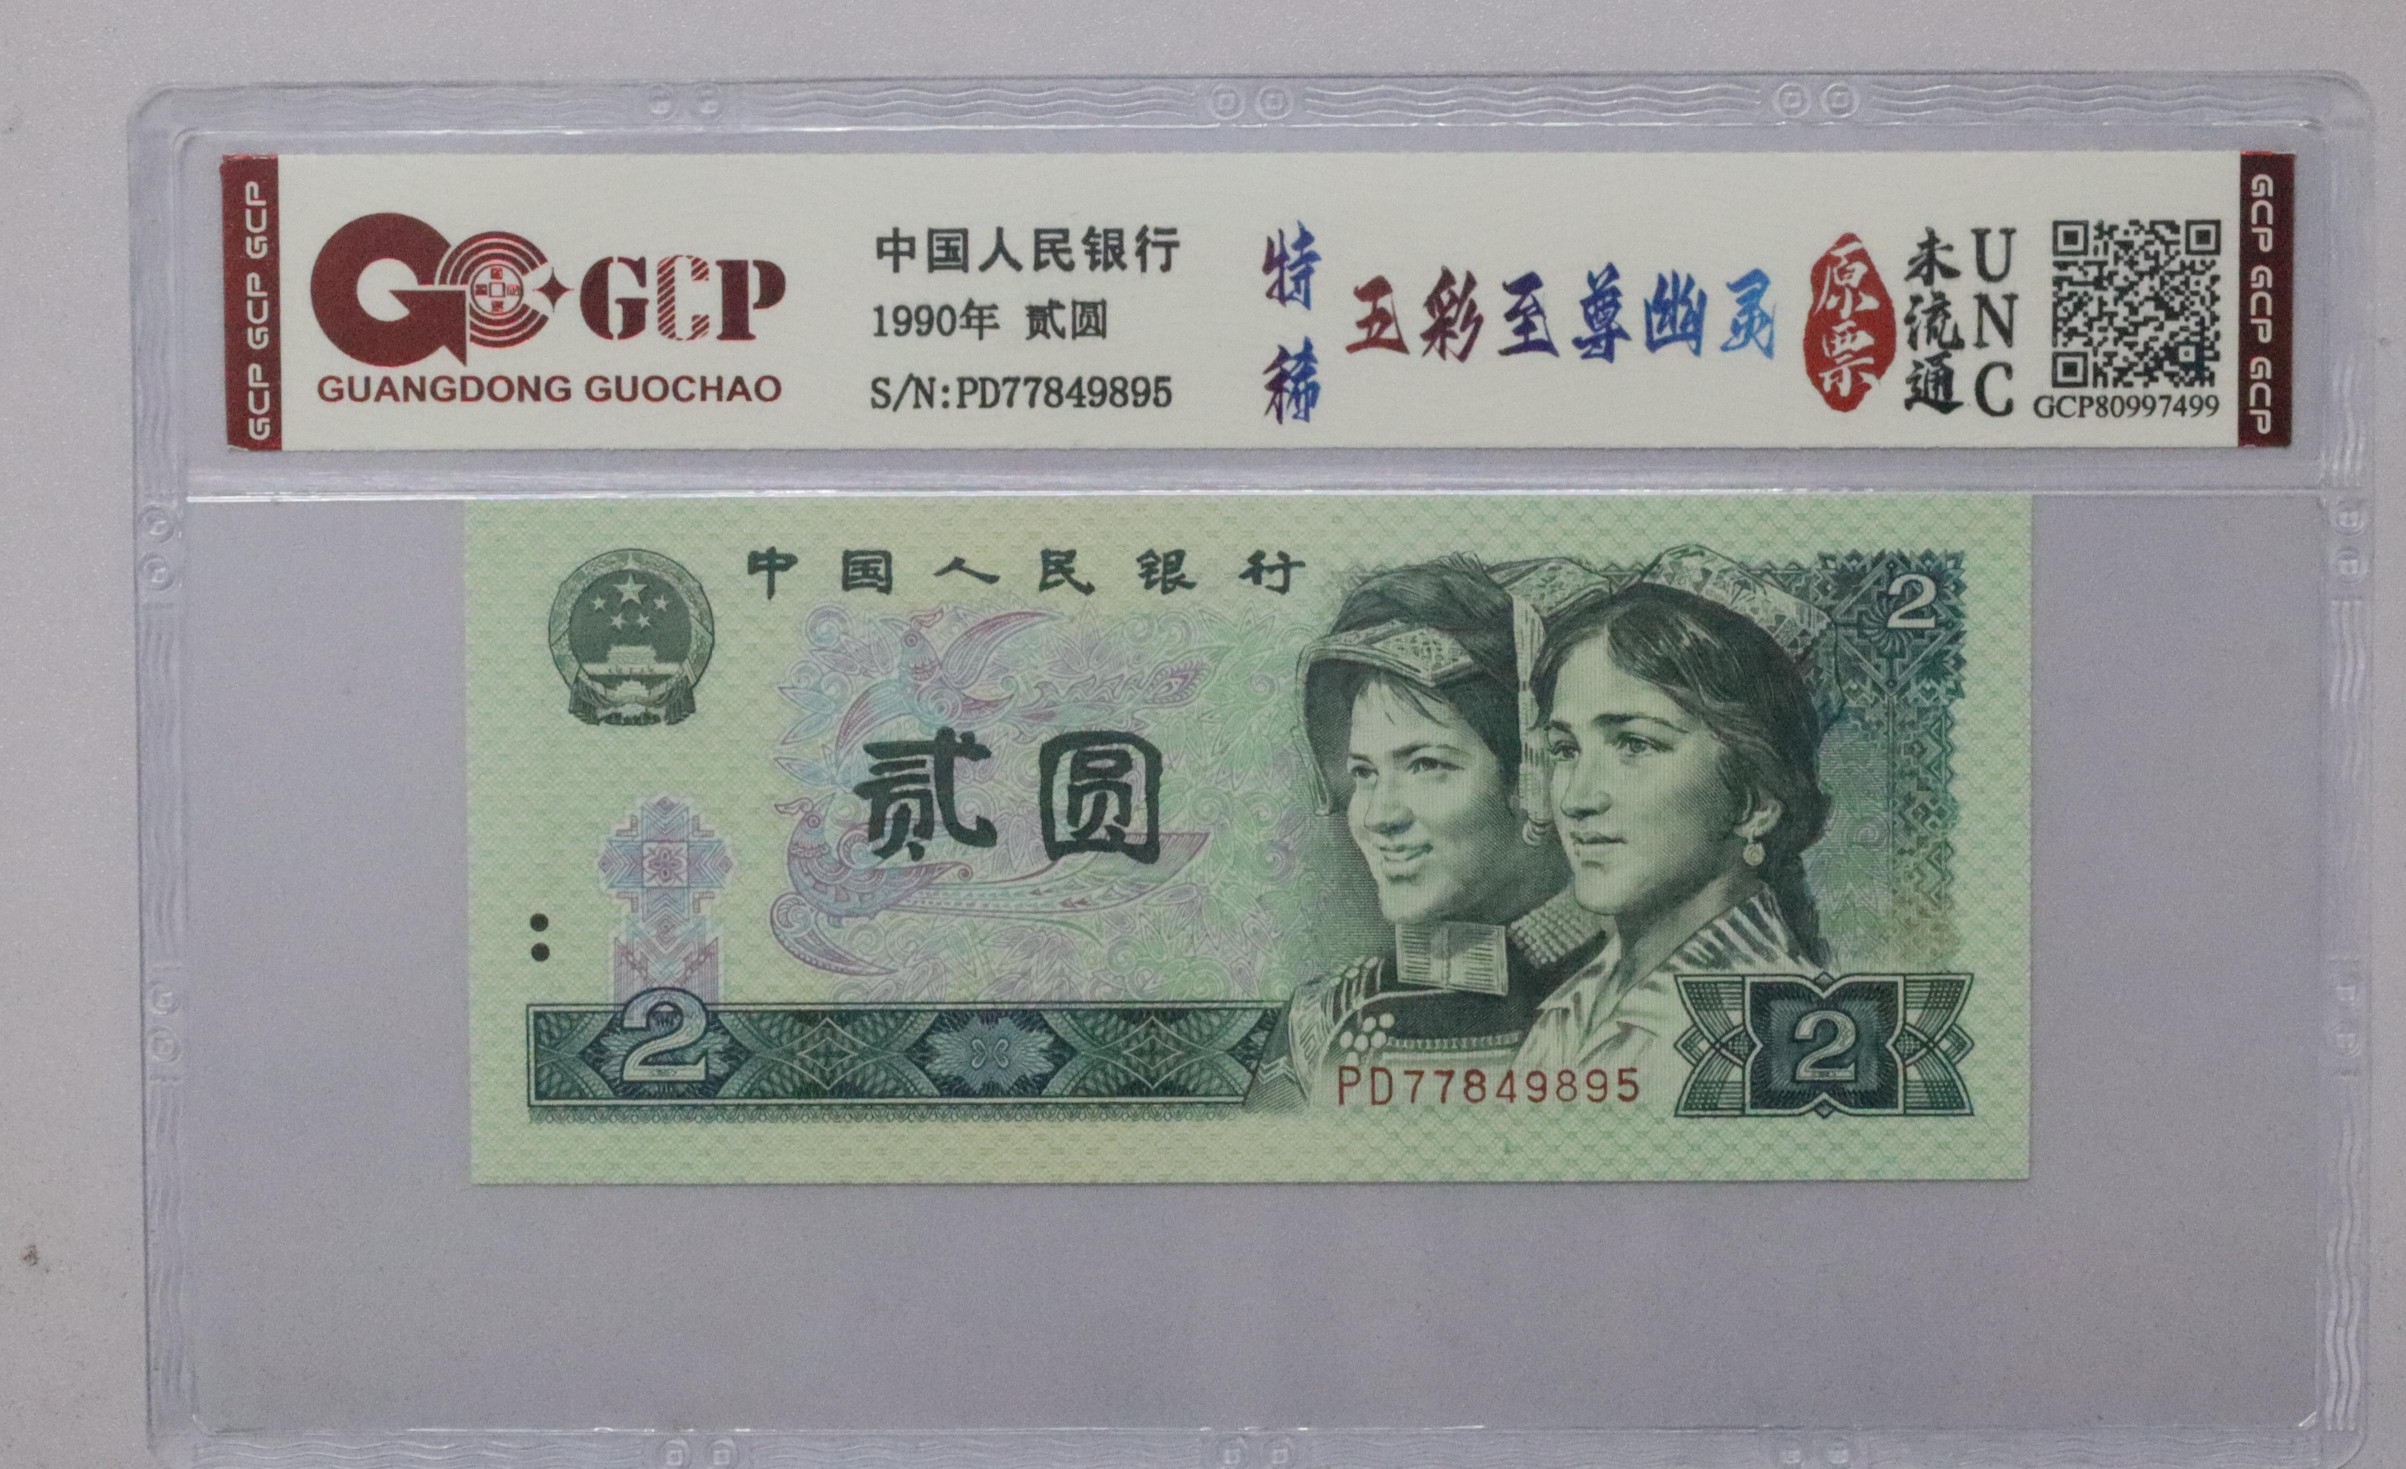 GCP GCP GCP
GCP
GUANGDONG GUOCHAO
中国人民银行
1990年 贰圆
S/N:PD77849895
特稀
五彩至尊幽灵
原票
未流通
UNC
GCP80997499
GCP GCP GCP
中国人民银行
2
贰圆
2
PD77849895
2